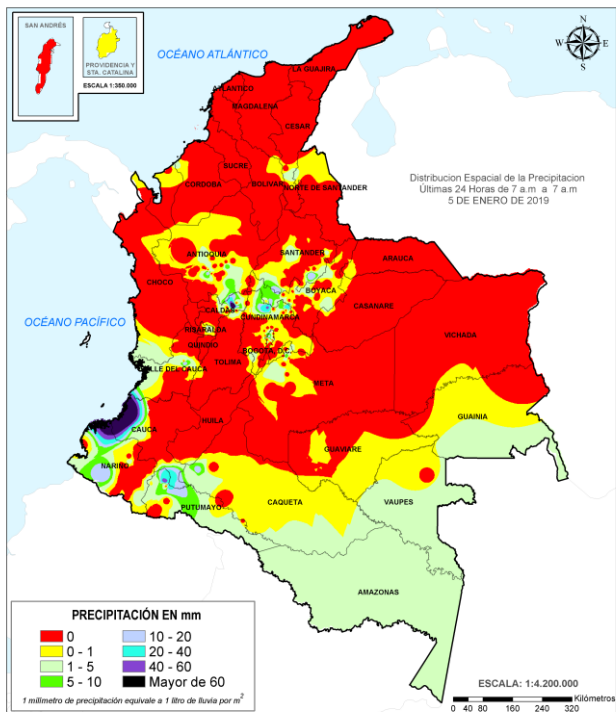 SAN ANDRÉS
PROVIDENCIA Y
STA. CATALINA
ESCALA 1:350.000
OCÉANO ATLÁNTICO
N
W
E
S
LA GUAJIRA
ATLANTICO
MAGDALENA
CESAR
SUCRE
CORDOBA
BOLIVAR
NORTE DE SANTANDER
Distribucion Espacial de la Precipitacion
Últimas 24 Horas de 7 a.m a 7 a.m
5 DE ENERO DE 2019
ANTIOQUIA
SANTANDER
ARAUCA
CHOCO
BOYACA
CASANARE
CALDAS
CUNDINAMARCA
OCÉANO PACÍFICO
RISARALDA
VICHADA
QUINDIO
BOGOTA, D.C.
TOLIMA
VALLE DEL CAUCA
META
GUAINIA
HUILA
CAUCA
GUAVIARE
NARIÑO
CAQUETA
VAUPES
PUTUMAYO
AMAZONAS
PRECIPITACIÓN EN mm
0
10 - 20
0 - 1
20 - 40
1 - 5
40 - 60
5 - 10
Mayor de 60
1 milimetro de precipitación equivale a 1 litro de lluvia por m²
ESCALA: 1:4.200.000
Kilómetros
0 40 80 160 240 320